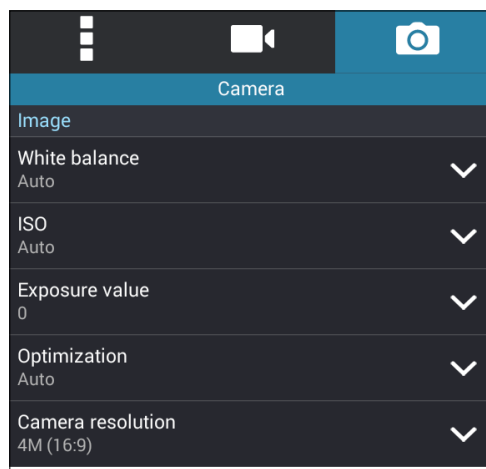 Camera
Image
White balance
Auto
ISO
Auto
Exposure value
0
Optimization
Auto
Camera resolution
4M (16:9)